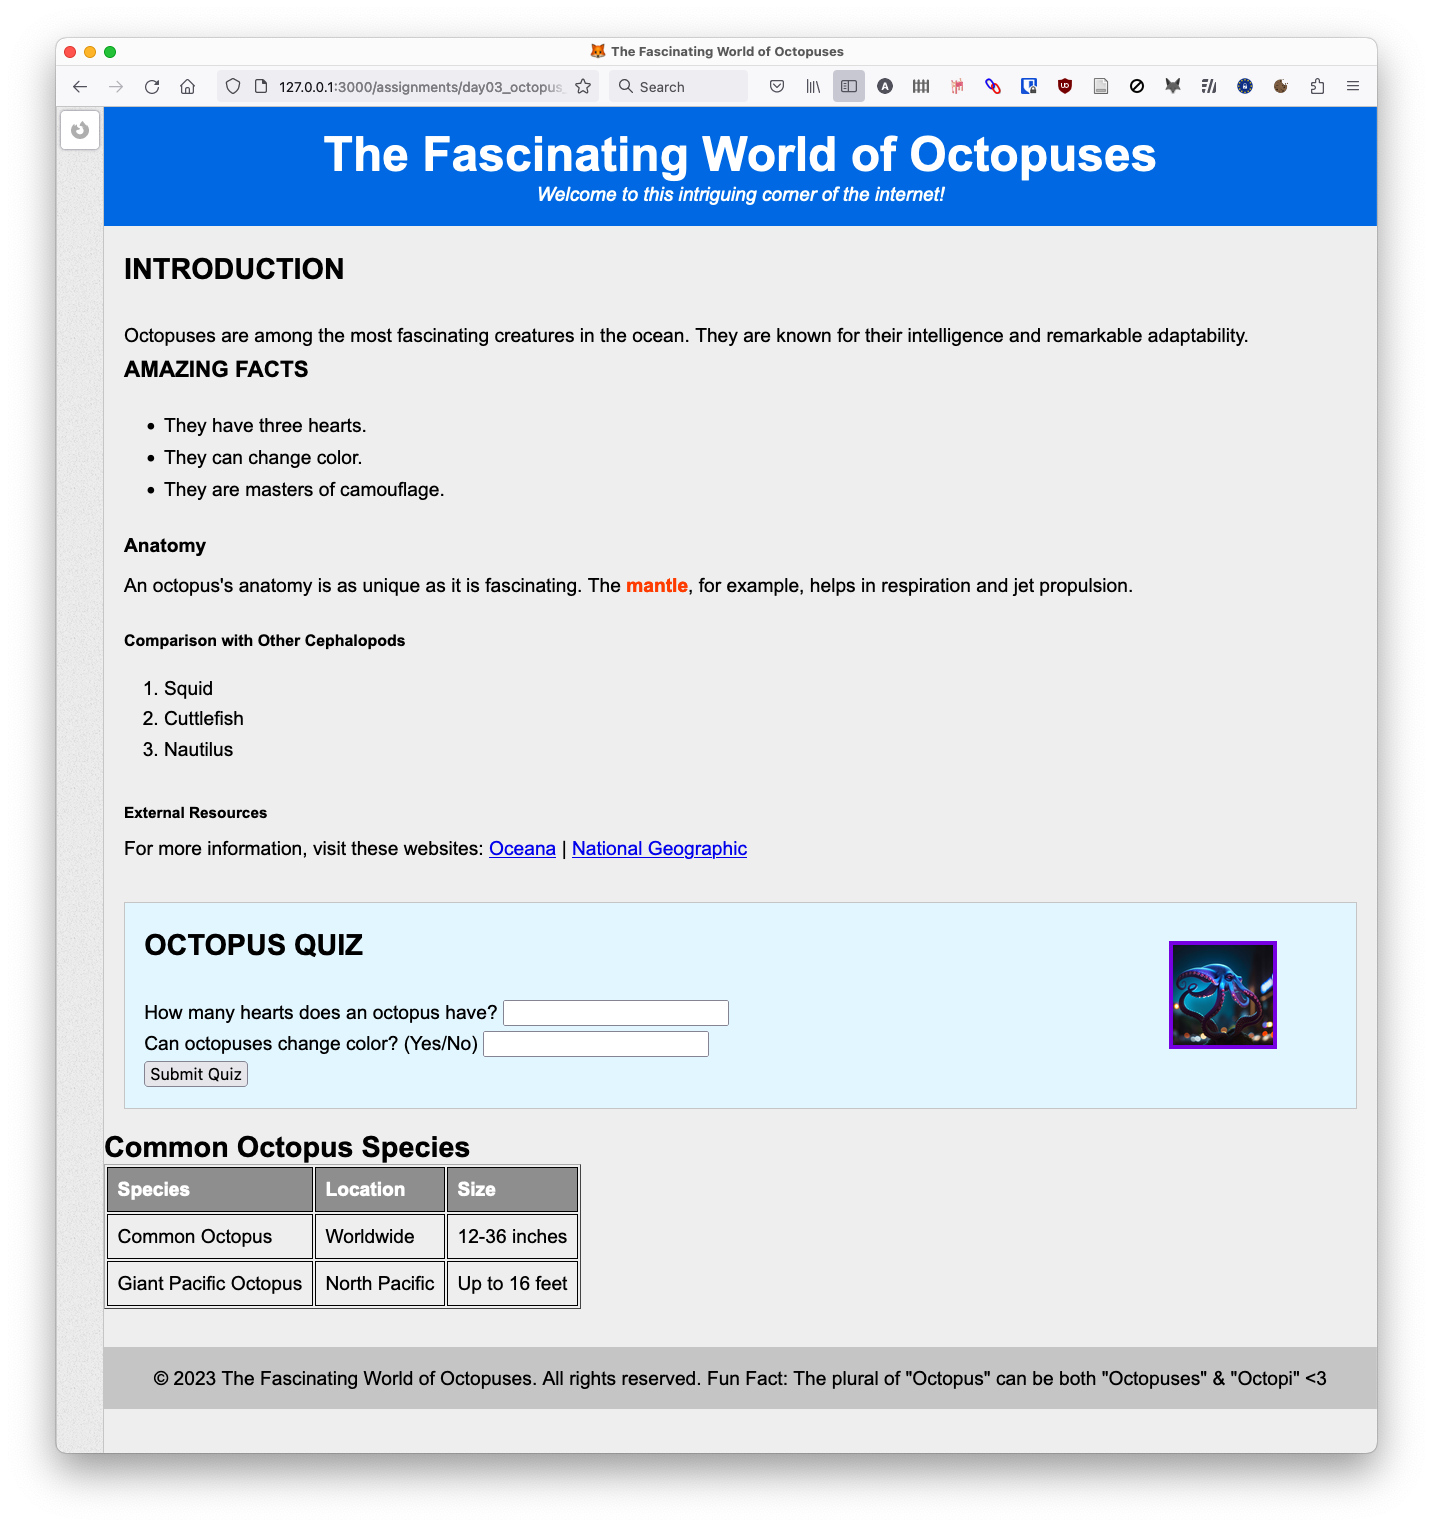 The Fascinating World of Octopuses
127.0.0.1:3000/assignments/day03_octopus_
Search
The Fascinating World of Octopuses
Welcome to this intriguing corner of the internet!
INTRODUCTION
Octopuses are among the most fascinating creatures in the ocean. They are known for their intelligence and remarkable adaptability.
AMAZING FACTS
• They have three hearts.
• They can change color.
• They are masters of camouflage.
Anatomy
An octopus's anatomy is as unique as it is fascinating. The mantle, for example, helps in respiration and jet propulsion.
Comparison with Other Cephalopods
1. Squid
2. Cuttlefish
3. Nautilus
External Resources
For more information, visit these websites: Oceana | National Geographic
OCTOPUS QUIZ
How many hearts does an octopus have?
Can octopuses change color? (Yes/No)
Submit Quiz
Common Octopus Species
Species Location Size
Common Octopus Worldwide 12-36 inches
Giant Pacific Octopus North Pacific Up to 16 feet
© 2023 The Fascinating World of Octopuses. All rights reserved. Fun Fact: The plural of "Octopus" can be both "Octopuses" & "Octopi" <3